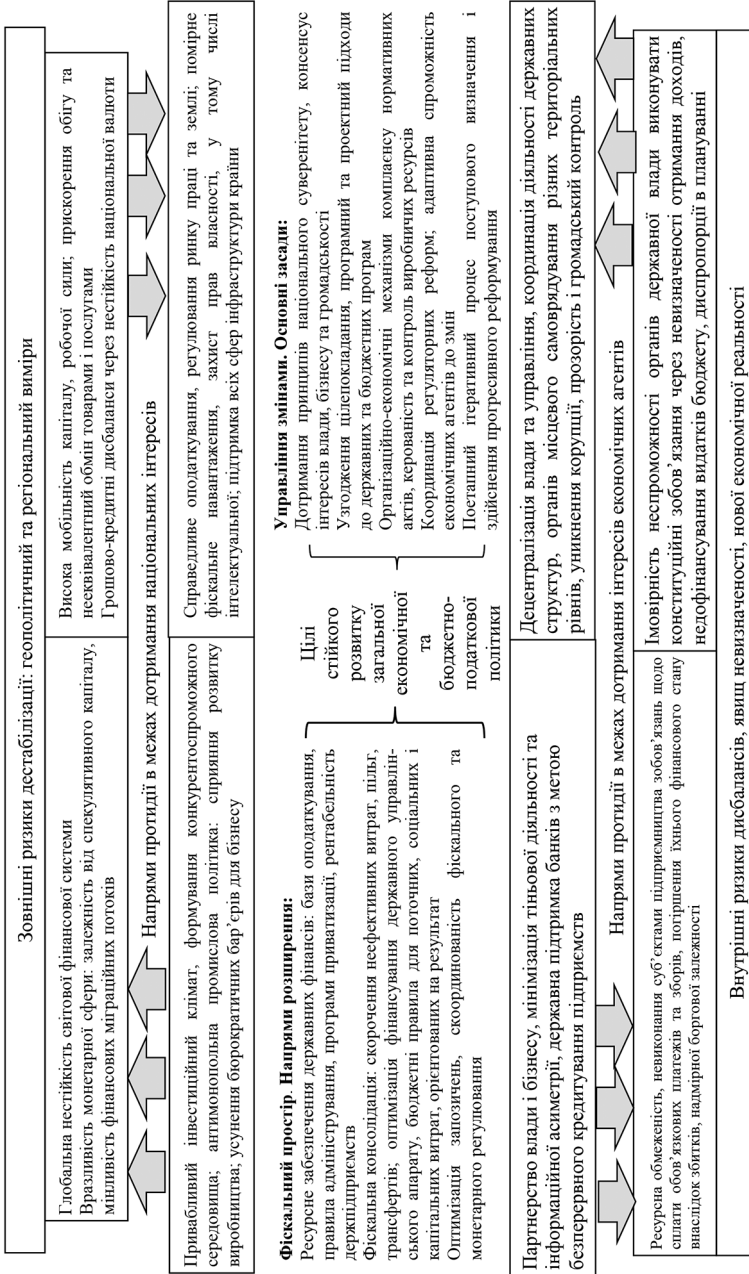 Зовнішні ризики дестабілізації: геополітичний та регіональний виміри
Глобальна нестійкість світової фінансової системи
Вразливість монетарної сфери: залежність від спекулятивного капіталу,
мінливість фінансових міграційних потоків
Висока мобільність капіталу, робочої сили; прискорення обігу та
нееквівалентний обмін товарами і послугами
Грошово-кредитні дисбаланси через нестійкість національної валюти
Напрями протидії в межах дотримання національних інтересів
Привабливий інвестиційний клімат, формування конкурентоспроможного
середовища; антимонопольна промислова політика: сприяння розвитку
виробництва; усунення бюрократичних бар’єрів для бізнесу
Справедливе оподаткування, регулювання ринку праці та землі; помірне
фіскальне навантаження, захист прав власності, у тому числі
інтелектуальної; підтримка всіх сфер інфраструктури країни
Фіскальний простір. Напрями розширення:
Ресурсне забезпечення державних фінансів: бази оподаткування,
правила адміністрування, програми приватизації, рентабельність
держпідприємств
Фіскальна консолідація: скорочення неефективних витрат, пільг,
трансфертів; оптимізація фінансування державного управлін-
ського апарату, бюджетні правила для поточних, соціальних і
капітальних витрат, орієнтованих на результат
Оптимізація запозичень, скоординованість фіскального та
монетарного регулювання
Цілі
стійкого
розвитку
загальної
економічної
та
бюджетно-
податкової
політики
Управління змінами. Основні засади:
Дотримання принципів національного суверенітету, консенсус
інтересів влади, бізнесу та громадськості
Узгодження цілепокладання, програмний та проектний підходи
до державних та бюджетних програм
Організаційно-економічні механізми комплаєнсу нормативних
актів, керованість та контроль виробничих ресурсів
Координація регуляторних реформ; адаптивна спроможність
економічних агентів до змін
Поетапний ітеративний процес поступового визначення і
здійснення прогресивного реформування
Партнерство влади і бізнесу, мінімізація тіньової діяльності та
інформаційної асиметрії, державна підтримка банків з метою
безперервного кредитування підприємств
Децентралізація влади та управління, координація діяльності державних
структур, органів місцевого самоврядування різних територіальних
рівнів, уникнення корупції, прозорість і громадський контроль
Напрями протидії в межах дотримання інтересів економічних агентів
Ресурсна обмеженість, невиконання суб’єктами підприємництва зобов’язань щодо
сплати обов’язкових платежів та зборів, погіршення їхнього фінансового стану
внаслідок збитків, надмірної боргової залежності
Імовірність неспроможності органів державної влади виконувати
конституційні зобов’язання через невизначеності отримання доходів,
недофінансування видатків бюджету, диспропорції в плануванні
Внутрішні ризики дисбалансів, явищ невизначеності, нової економічної реальності